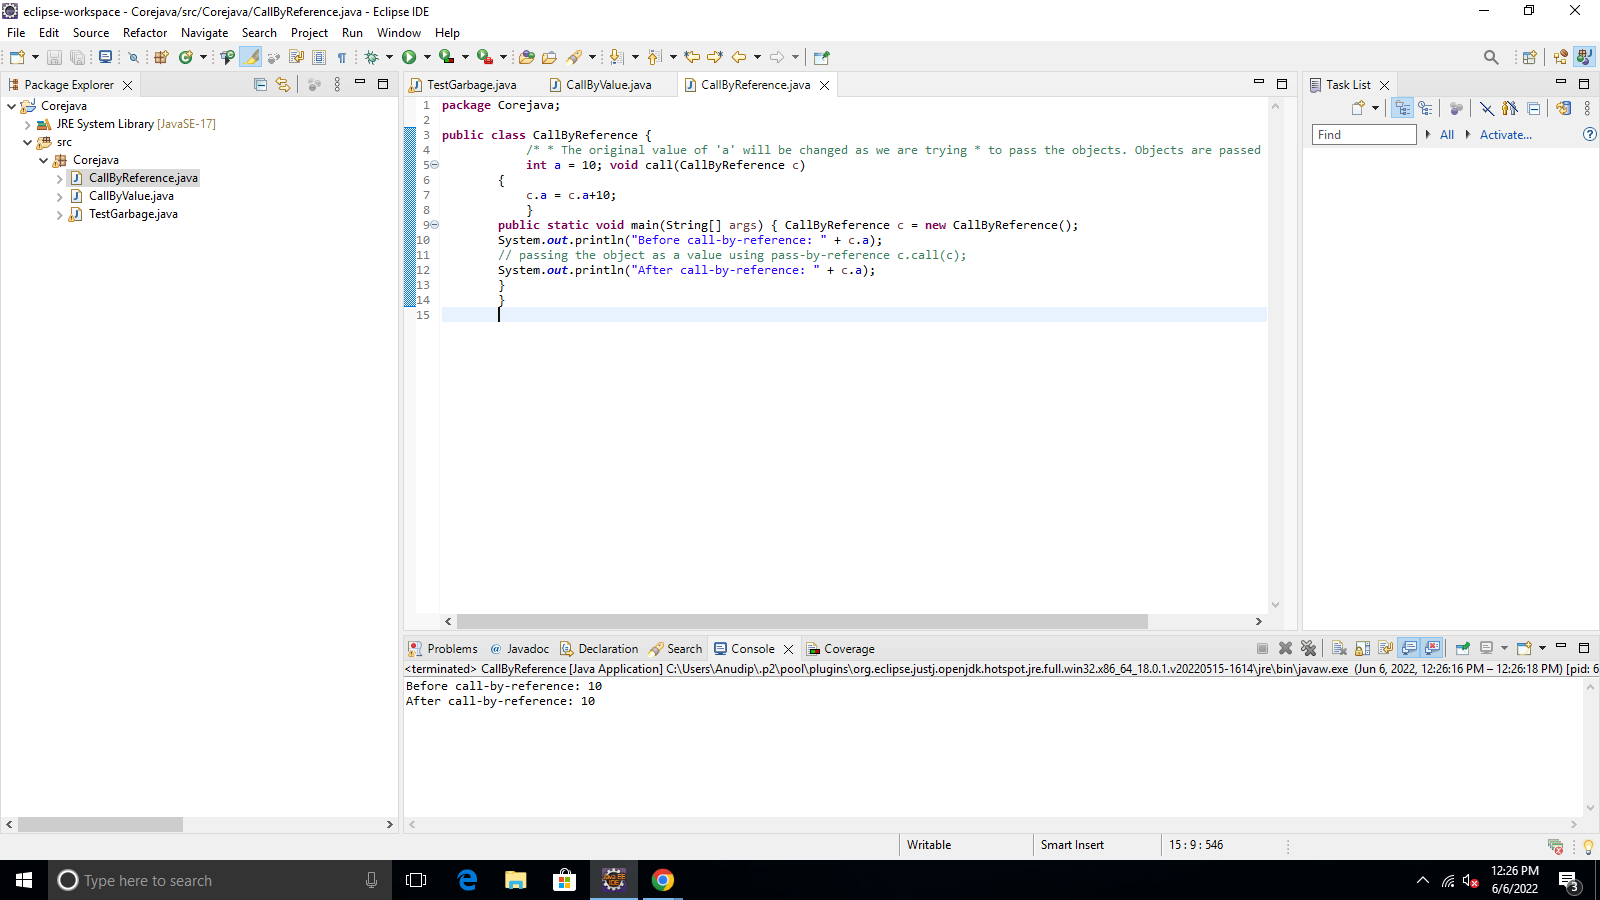 eclipse-workspace - Corejava/src/Corejava/CallByReference.java - Eclipse IDE
File Edit Source Refactor Navigate Search Project Run Window Help
Package Explorer
TestGarbage.java CallByValue.java CallByReference.java
Task List
Corejava
JRE System Library [JavaSE-17]
src
Corejava
CallByReference.java
CallByValue.java
TestGarbage.java
1 package Corejava;
2
3 public class CallByReference {
4 /* * The original value of 'a' will be changed as we are trying * to pass the objects. Objects are passed
5 int a = 10; void call(CallByReference c)
6 {
7 c.a = c.a+10;
8 }
9 public static void main(String[] args) { CallByReference c = new CallByReference();
10 System.out.println("Before call-by-reference: " + c.a);
11 // passing the object as a value using pass-by-reference c.call(c);
12 System.out.println("After call-by-reference: " + c.a);
13 }
14 }
15
Find All Activate...
Problems @ Javadoc Declaration Search Console Coverage
<terminated> CallByReference [Java Application] C:\Users\Anudip\.p2\pool\plugins\org.eclipse.justj.openjdk.hotspot.jre.full.win32.x86_64_18.0.1.v20220515-1614\jre\bin\javaw.exe (Jun 6, 2022, 12:26:16 PM – 12:26:18 PM) [pid: 6
Before call-by-reference: 10
After call-by-reference: 10
Writable Smart Insert 15 : 9 : 546
Type here to search
12:26 PM
6/6/2022
3